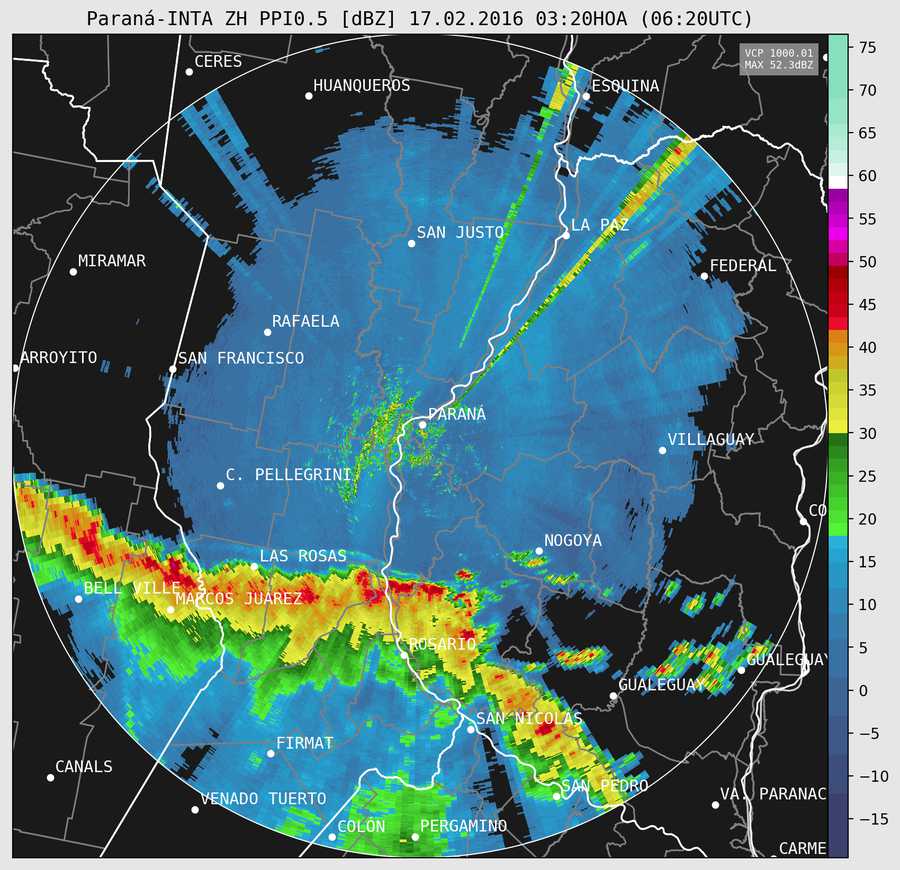 Paraná-INTA ZH PPI0.5 [dBZ] 17.02.2016 03:20HOA (06:20UTC)
VCP 1000.01
MAX 52.3dBZ
CERES
HUANQUEROS
ESQUINA
SAN JUSTO
LA PAZ
MIRAMAR
FEDERAL
RAFAELA
ARROYITO
SAN FRANCISCO
PARANÁ
VILLAGUAY
C. PELLEGRINI
CO
NOGOYA
LAS ROSAS
BELL VILLE
MARCOS JUAREZ
ROSARIO
GUALEGUAY
GUALEGUAY
SAN NICOLAS
FIRMAT
CANALS
SAN PEDRO
VENADO TUERTO
VA. PARANAC
COLÓN
PERGAMINO
CARME
75
70
65
60
55
50
45
40
35
30
25
20
15
10
5
0
−5
−10
−15